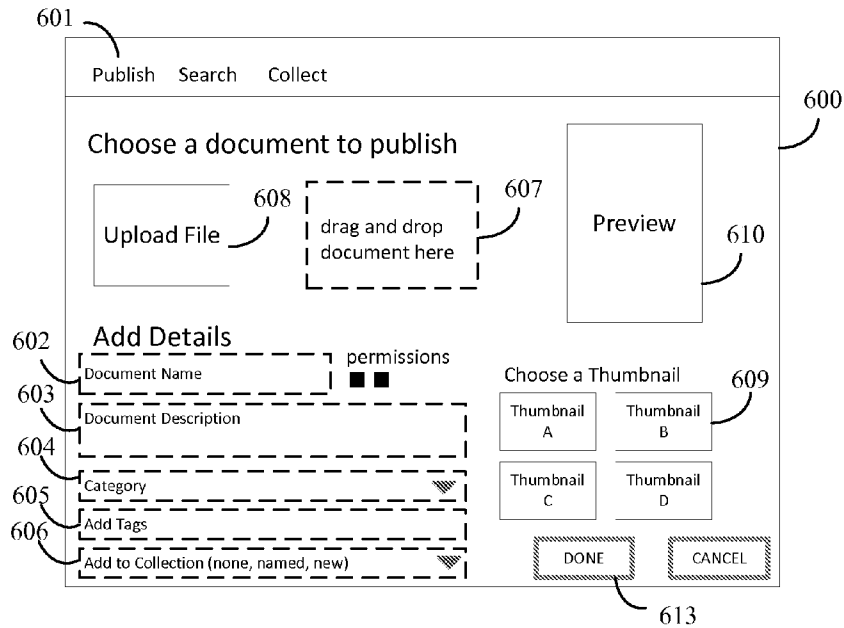 601
Publish Search Collect
600
Choose a document to publish
608
607
Upload File
drag and drop
document here
Preview
610
Add Details
602
permissions
Document Name
Choose a Thumbnail
603
609
Document Description
Thumbnail
A
Thumbnail
B
604
Category
Thumbnail
C
Thumbnail
D
605
Add Tags
606
Add to Collection (none, named, new)
DONE
CANCEL
613